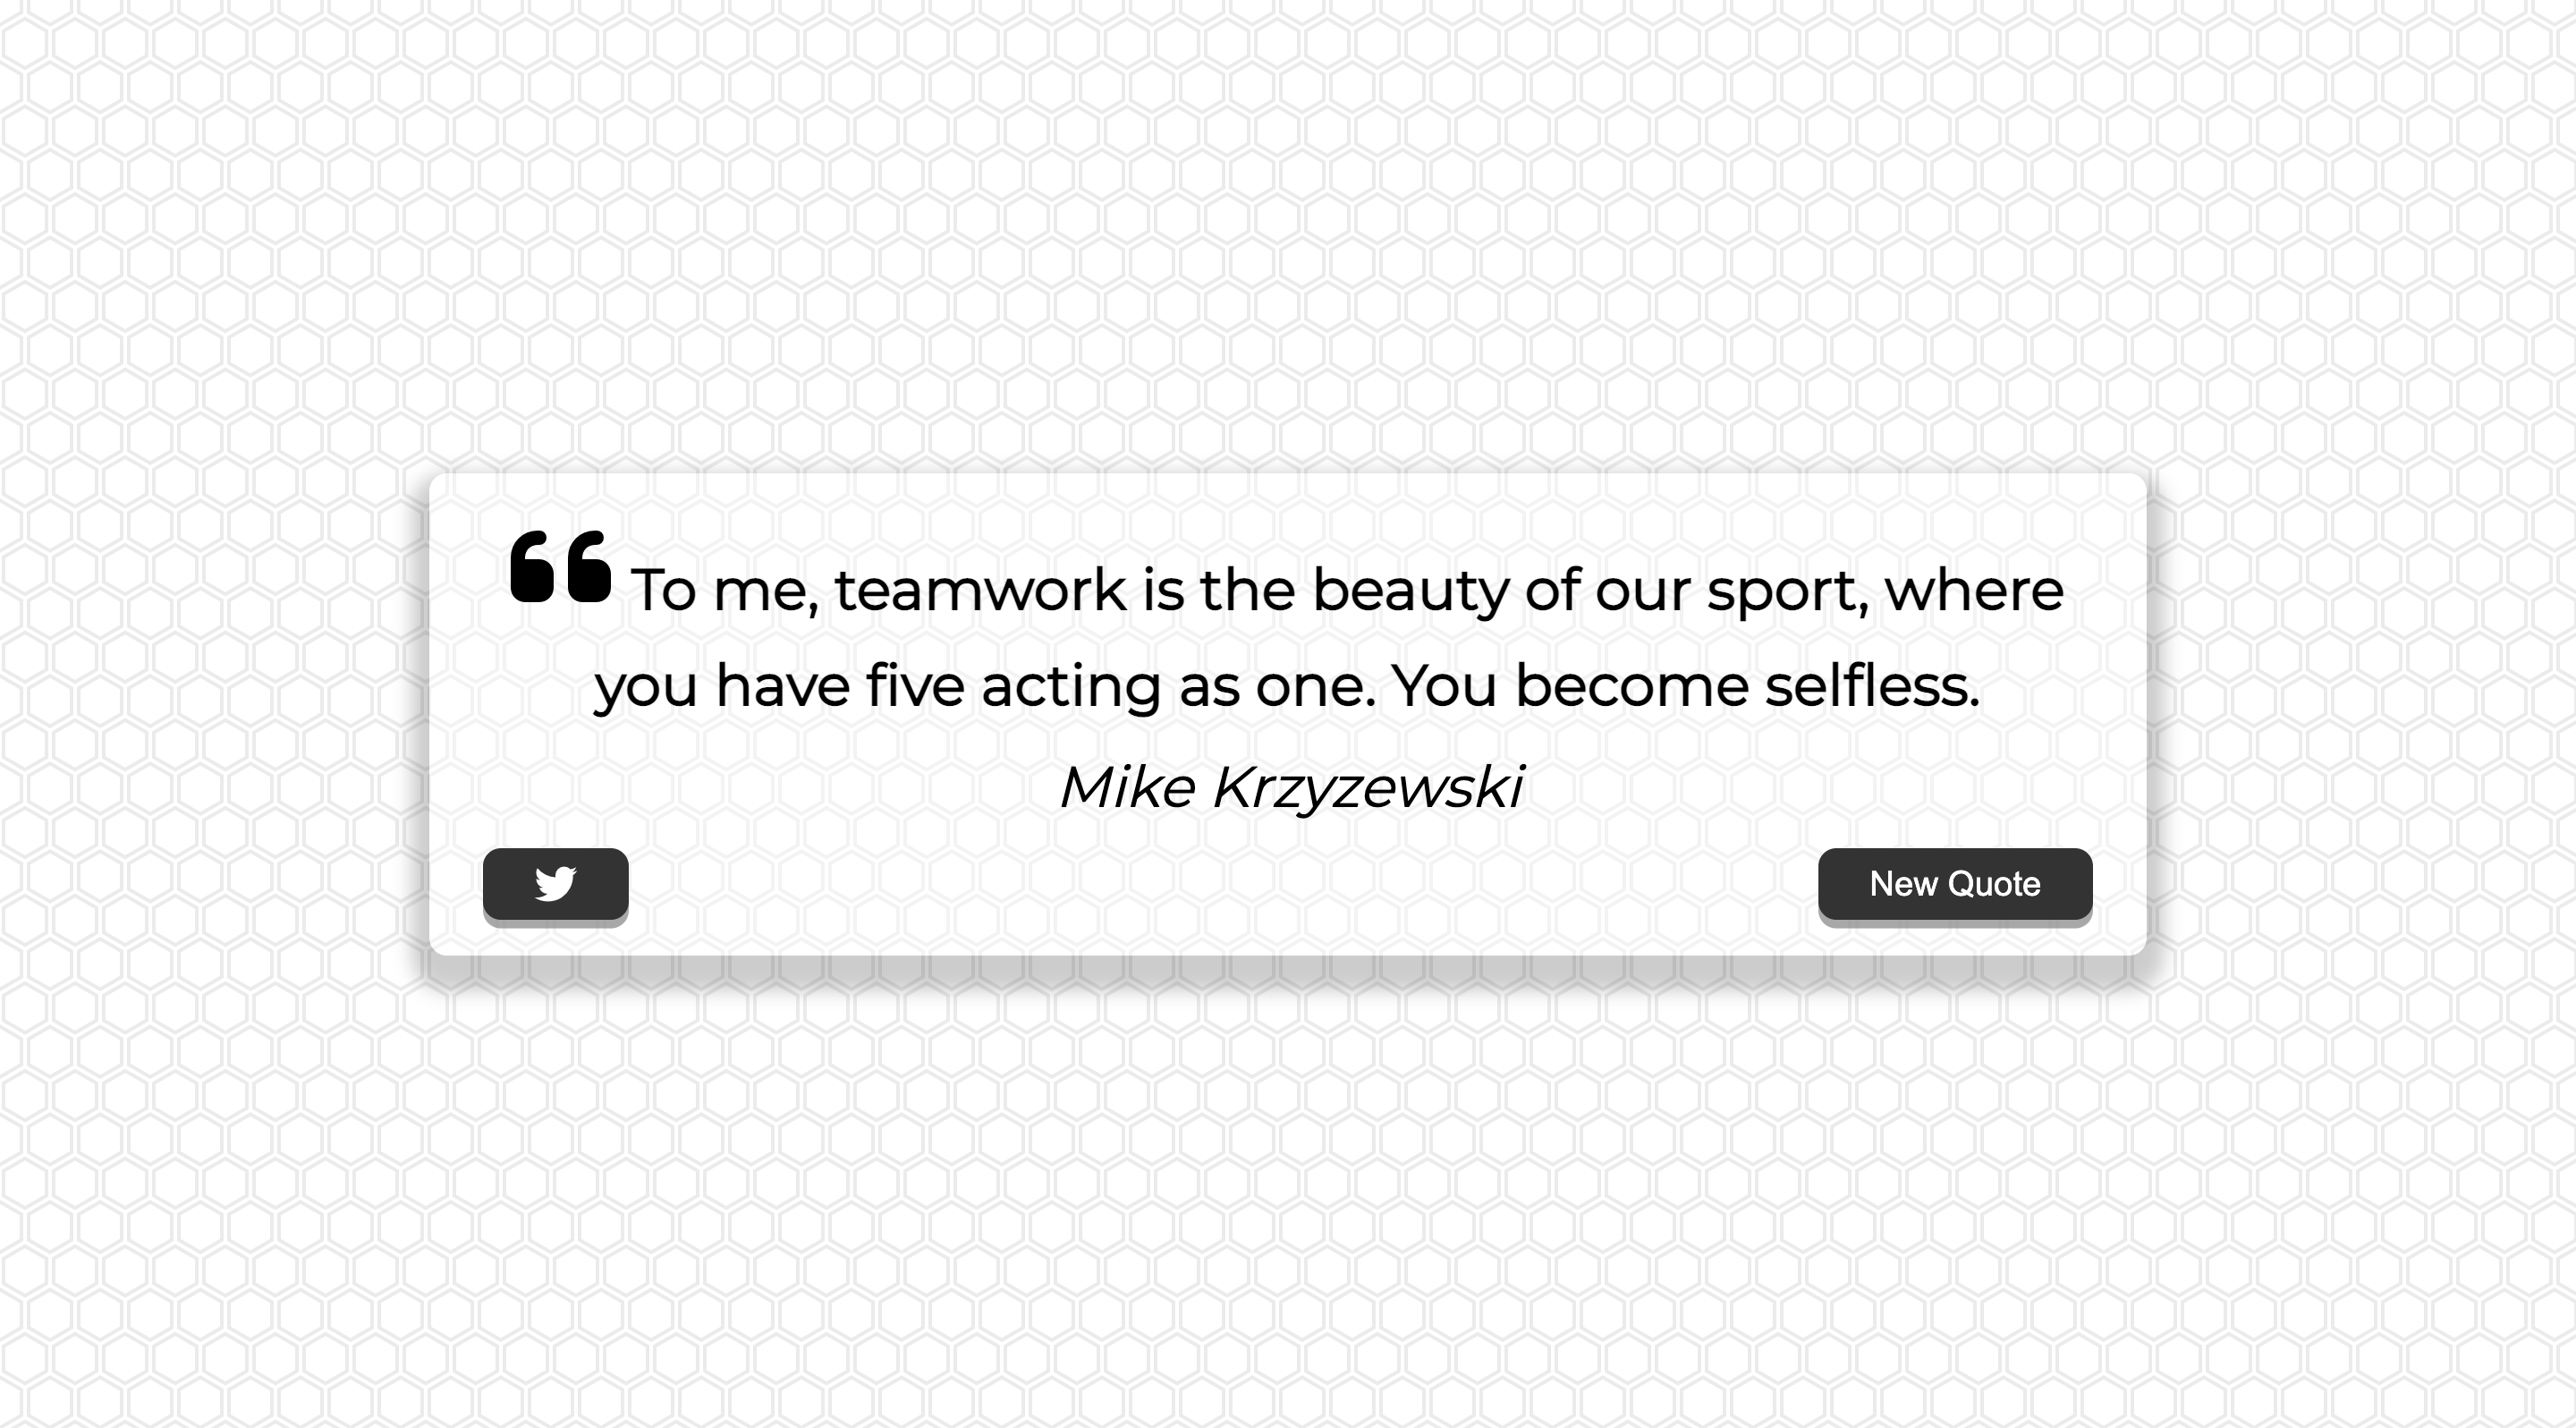 “ To me, teamwork is the beauty of our sport, where
you have five acting as one. You become selfless.
Mike Krzyzewski
New Quote